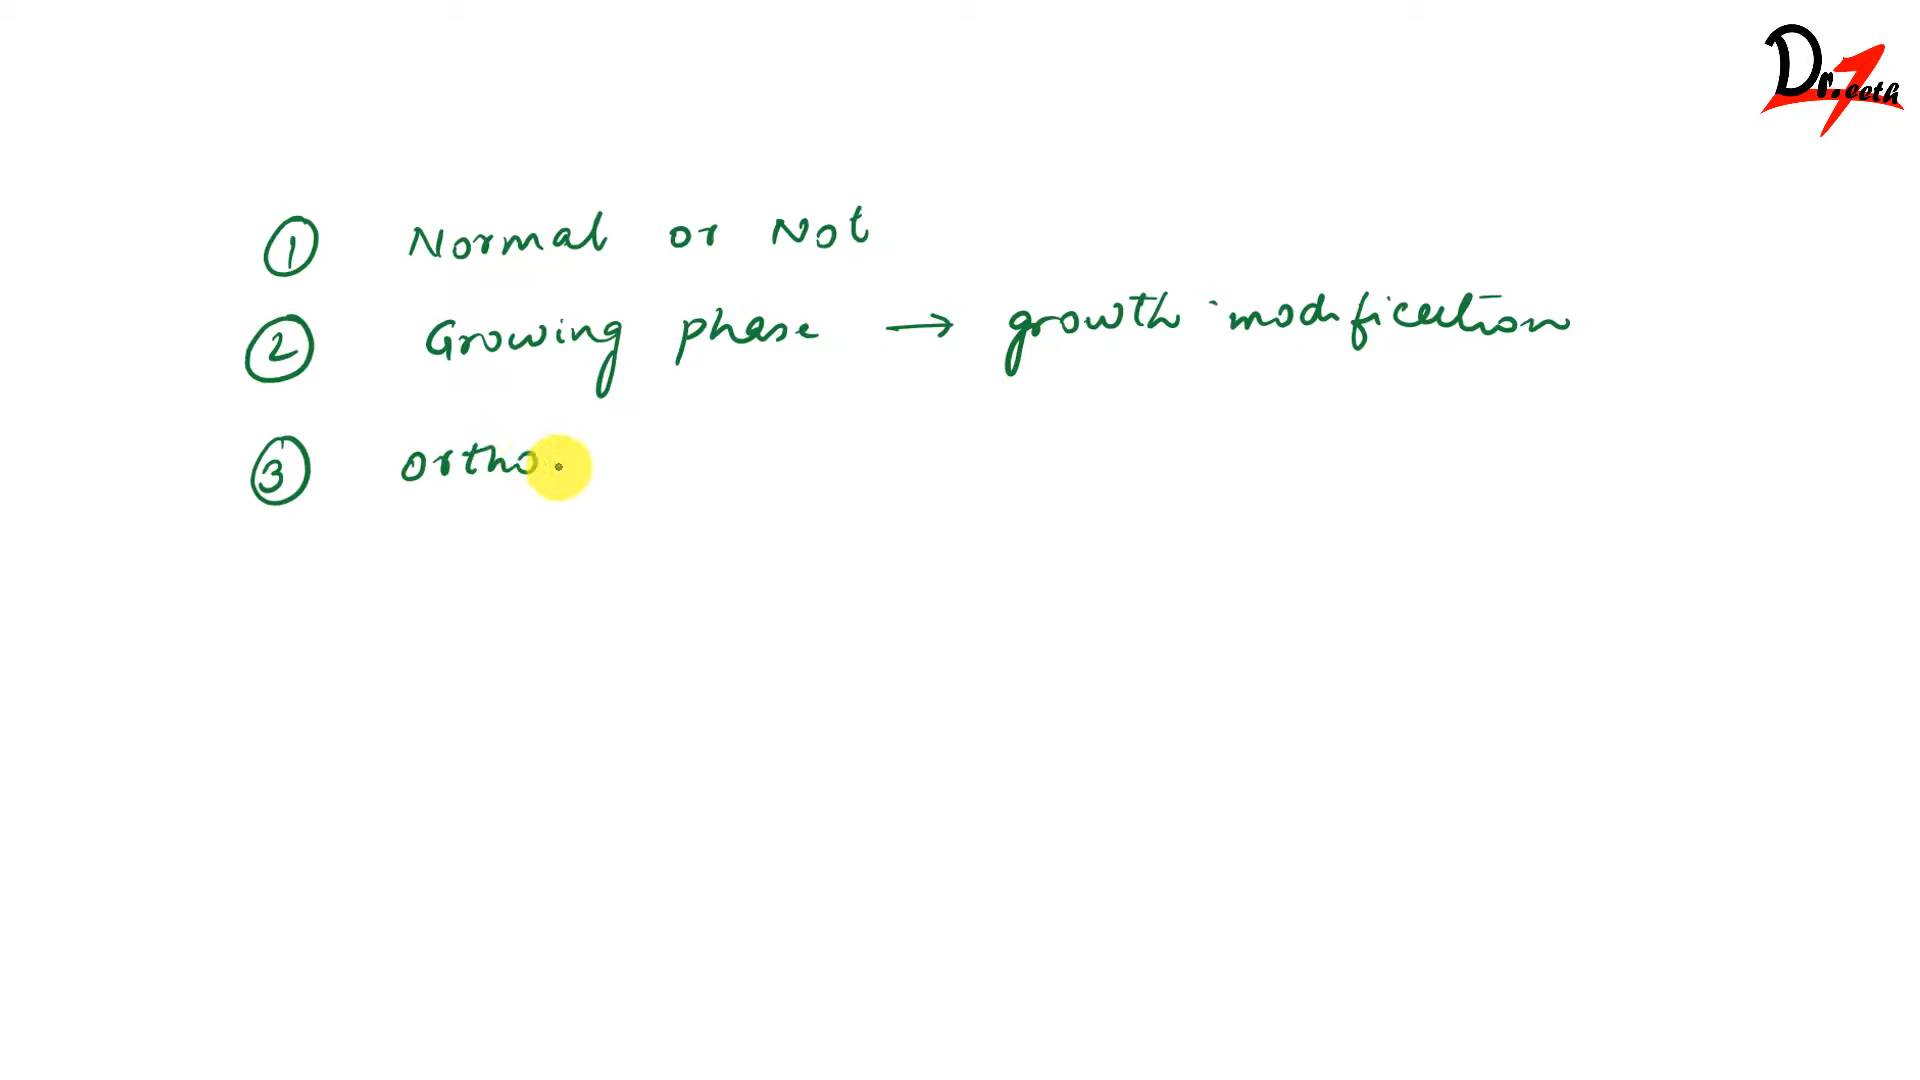 Dr.Teeth
① Normal or Not
② Growing phase → growth modification
③ ortho